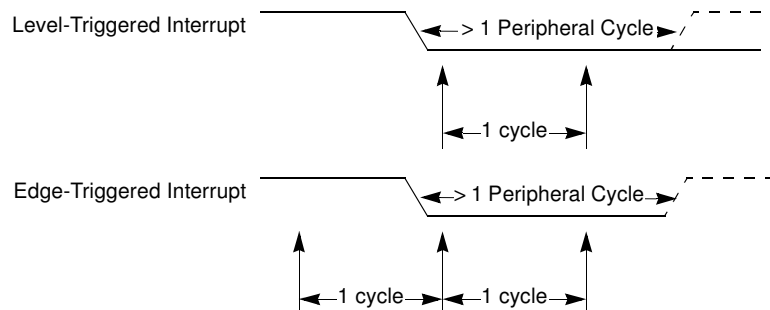 Level-Triggered Interrupt
> 1 Peripheral Cycle
1 cycle
Edge-Triggered Interrupt
> 1 Peripheral Cycle
1 cycle
1 cycle